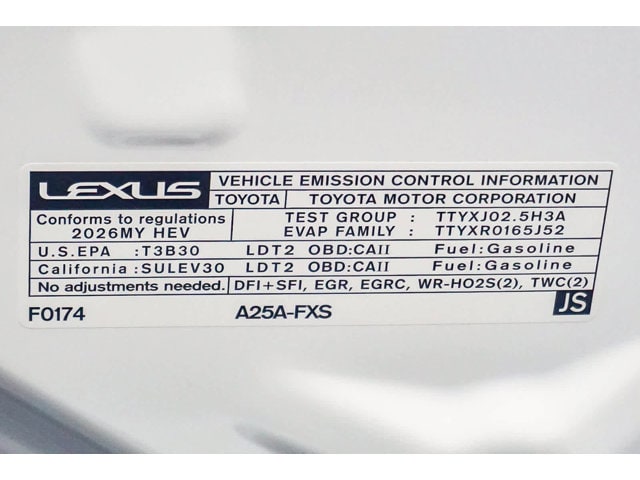 LEXUS VEHICLE EMISSION CONTROL INFORMATION
TOYOTA TOYOTA MOTOR CORPORATION
Conforms to regulations TEST GROUP : TTYXJ02.5H3A
2026MY HEV EVAP FAMILY : TTYXR0165J52
U.S.EPA :T3B30 LDT2 OBD:CAII Fuel:Gasoline
California :SULEV30 LDT2 OBD:CAII Fuel:Gasoline
No adjustments needed. DFI+SFI, EGR, EGRC, WR-HO2S(2), TWC(2)
F0174 A25A-FXS JS